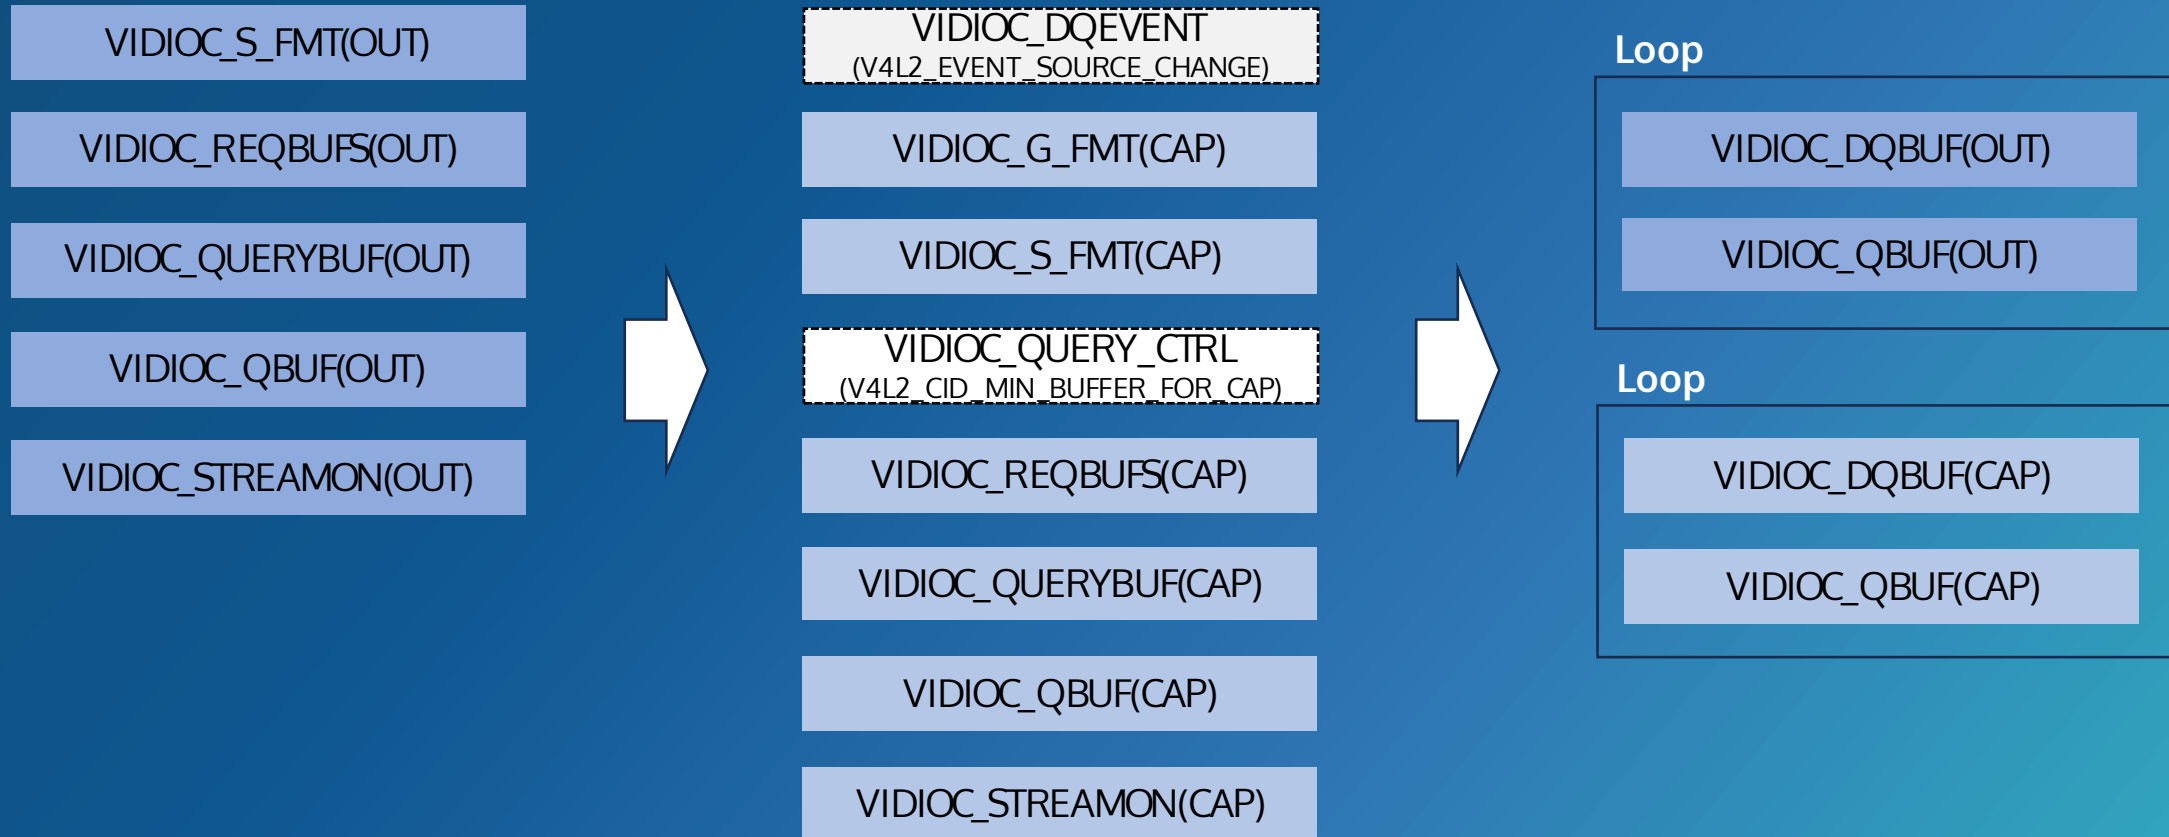 VIDIOC_S_FMT(OUT)
VIDIOC_REQBUFS(OUT)
VIDIOC_QUERYBUF(OUT)
VIDIOC_QBUF(OUT)
VIDIOC_STREAMON(OUT)
VIDIOC_DQEVENT
(V4L2_EVENT_SOURCE_CHANGE)
VIDIOC_G_FMT(CAP)
VIDIOC_S_FMT(CAP)
VIDIOC_QUERY_CTRL
(V4L2_CID_MIN_BUFFER_FOR_CAP)
VIDIOC_REQBUFS(CAP)
VIDIOC_QUERYBUF(CAP)
VIDIOC_QBUF(CAP)
VIDIOC_STREAMON(CAP)
Loop
VIDIOC_DQBUF(OUT)
VIDIOC_QBUF(OUT)
Loop
VIDIOC_DQBUF(CAP)
VIDIOC_QBUF(CAP)